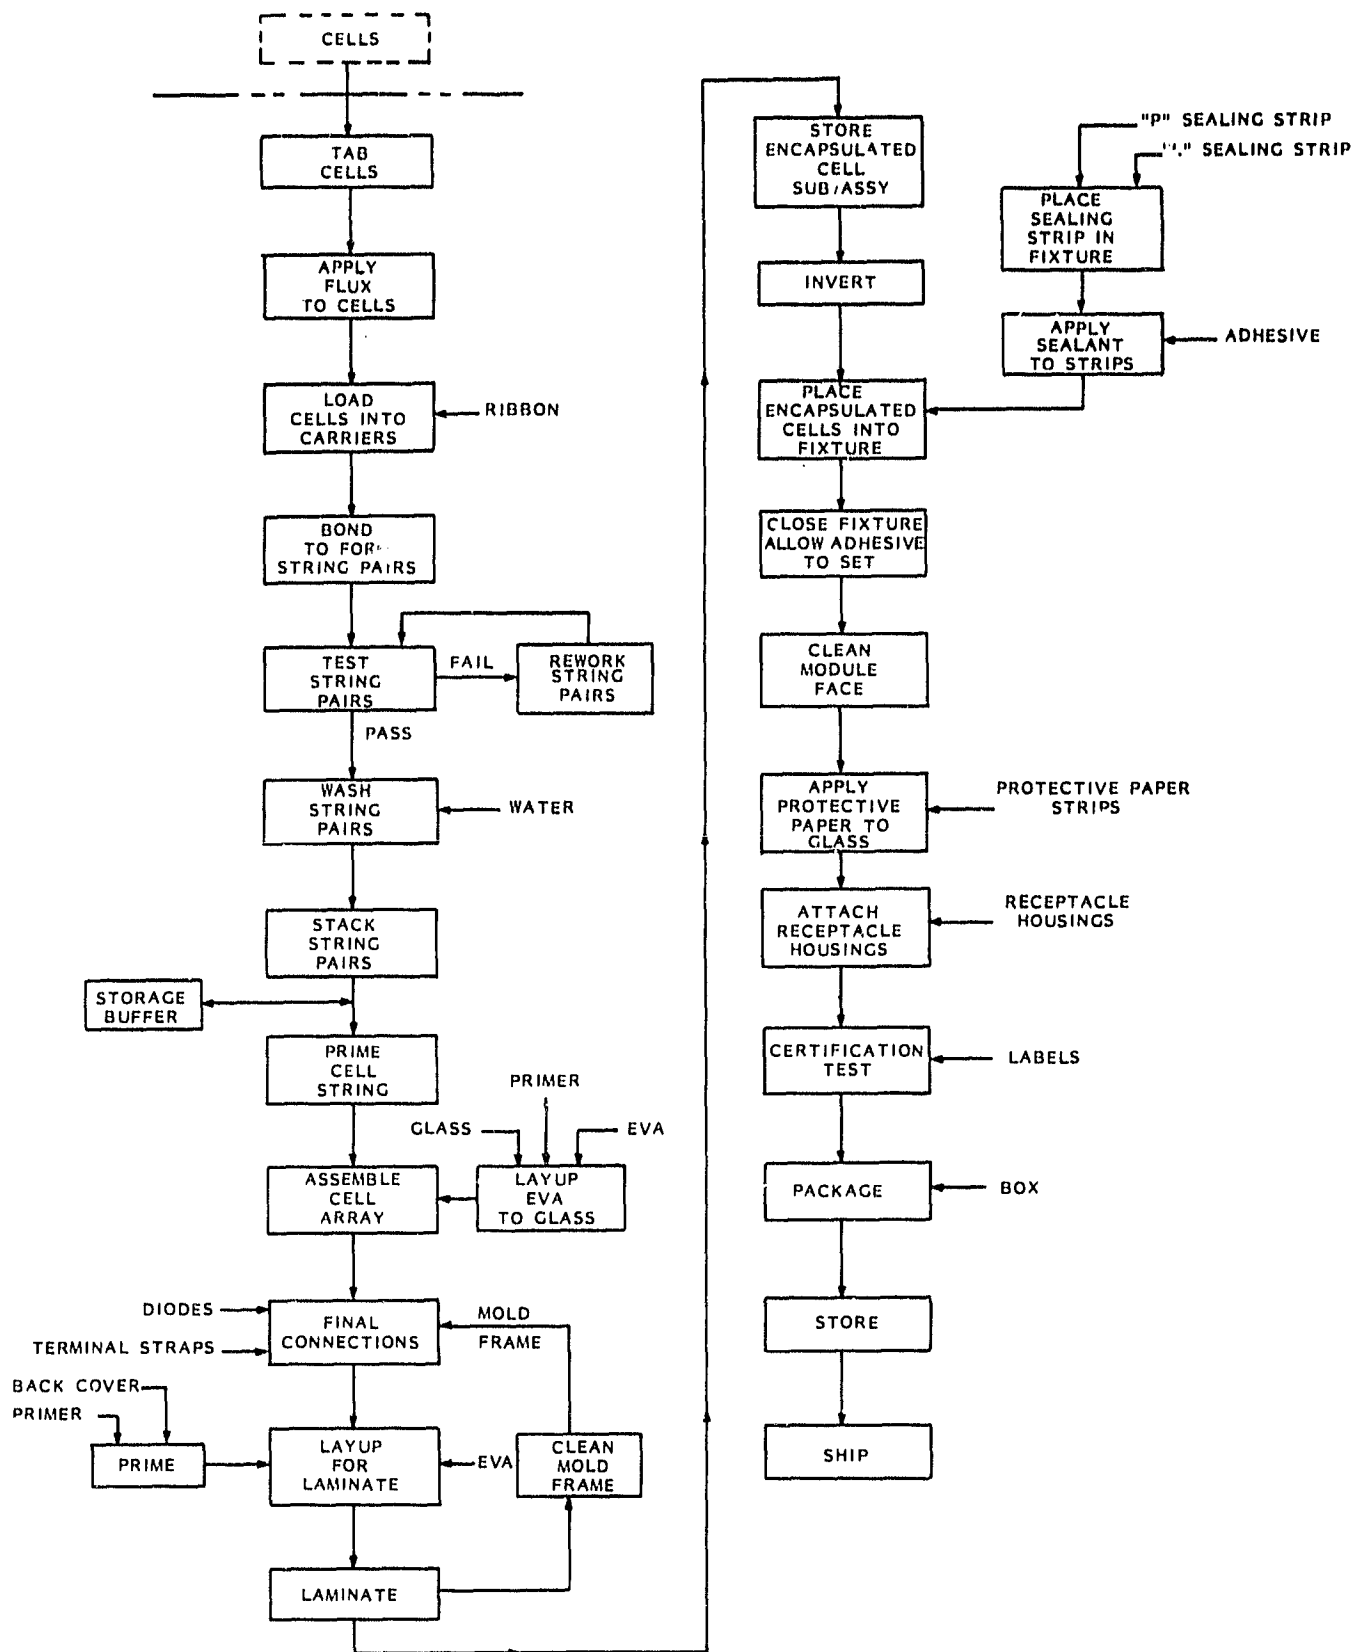 CELLS
TAB
CELLS
APPLY
FLUX
TO CELLS
LOAD
CELLS INTO
CARRIERS
RIBBON
BOND
TO
STRING PAIRS
TEST
STRING
PAIRS
FAIL
REWORK
STRING
PAIRS
PASS
WASH
STRING
PAIRS
WATER
STACK
STRING
PAIRS
STORAGE
BUFFER
PRIME
CELL
STRING
PRIMER
GLASS
EVA
ASSEMBLE
CELL
ARRAY
LAYUP
EVA
TO GLASS
DIODES
TERMINAL STRAPS
FINAL
CONNECTIONS
MOLD
FRAME
BACK COVER
PRIMER
PRIME
LAYUP
FOR
LAMINATE
EVA
CLEAN
MOLD
FRAME
LAMINATE
STORE
ENCAPSULATED
CELL
SUB/ASSY
"P" SEALING STRIP
SEALING STRIP
PLACE
SEALING
STRIP IN
FIXTURE
INVERT
APPLY
SEALANT
TO STRIPS
ADHESIVE
PLACE
ENCAPSULATED
CELLS INTO
FIXTURE
CLOSE FIXTURE
ALLOW ADHESIVE
TO SET
CLEAN
MODULE
FACE
APPLY
PROTECTIVE
PAPER TO
GLASS
PROTECTIVE PAPER
STRIPS
ATTACH
RECEPTACLE
HOUSINGS
RECEPTACLE
HOUSINGS
CERTIFICATION
TEST
LABELS
PACKAGE
BOX
STORE
SHIP